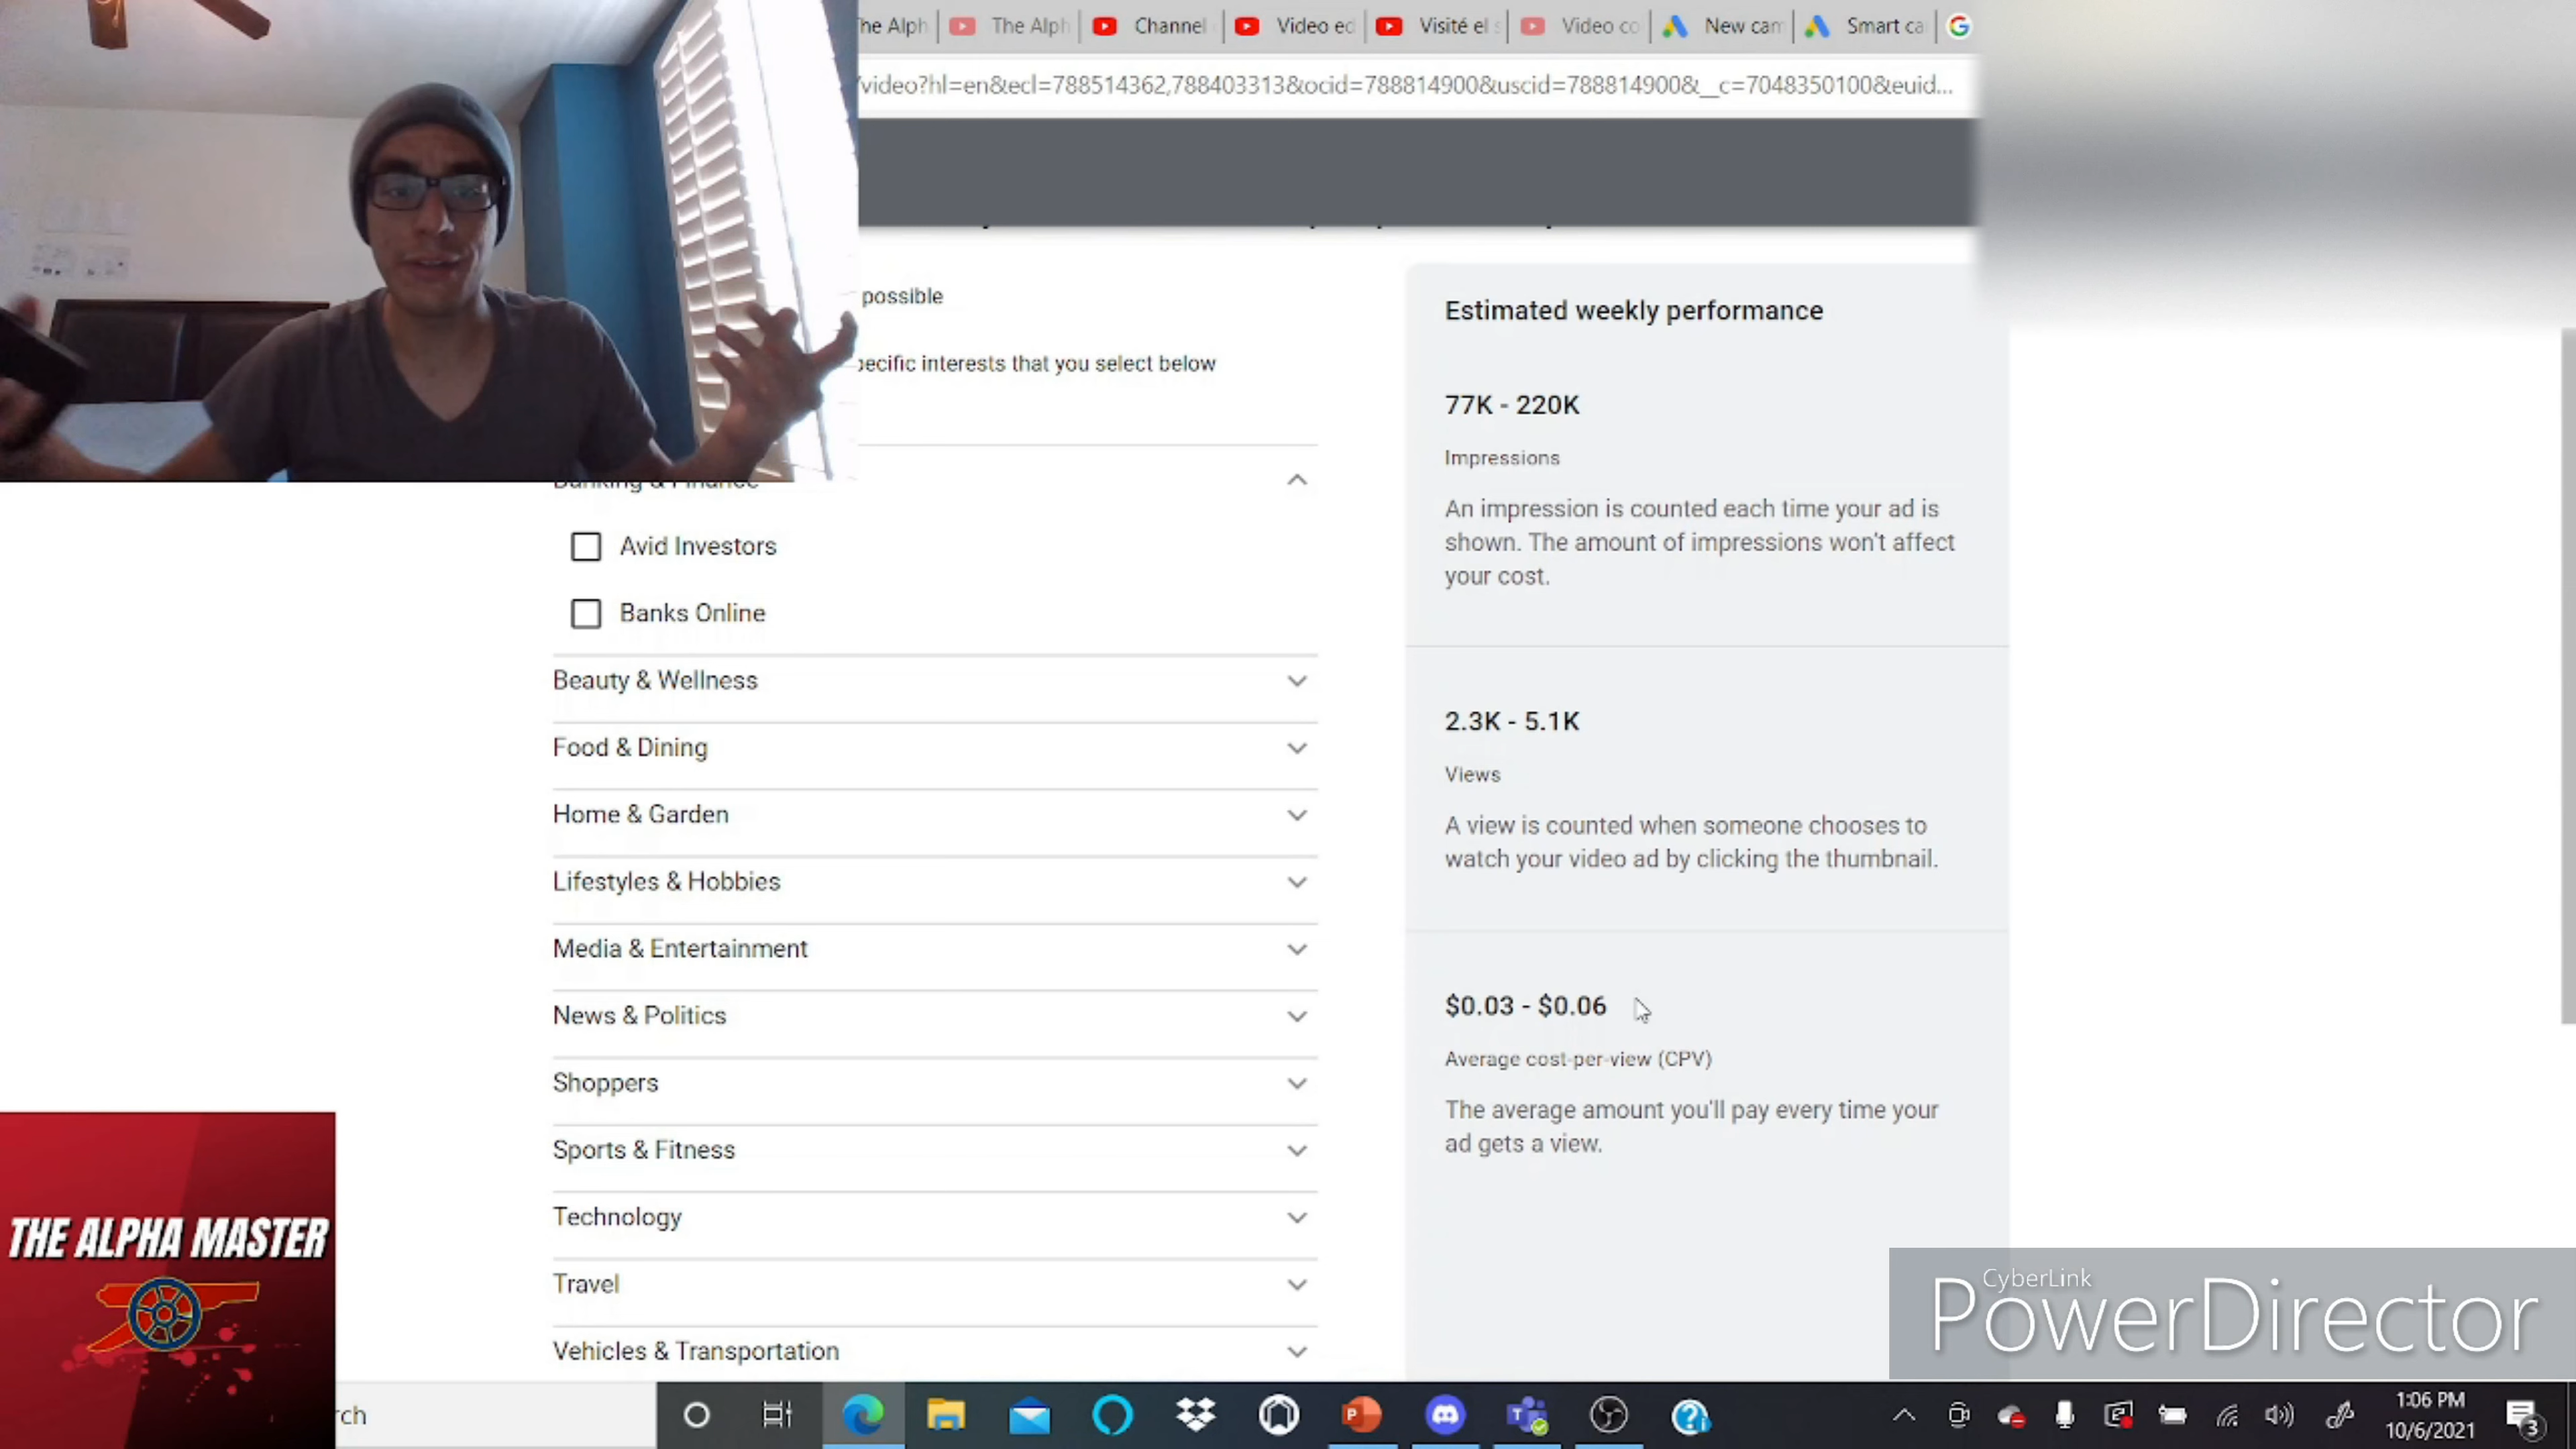 he Alph
The Alph
Channel
Video ed
Visité el s
Video co
New cam
Smart ca
/video?hl=en&ecl=788514362,788403313&ocid=788814900&uscid=7888814900&__c=7048350100&euid...
possible
pecific interests that you select below
Banking & Finance
Avid Investors
Banks Online
Beauty & Wellness
Food & Dining
Home & Garden
Lifestyles & Hobbies
Media & Entertainment
News & Politics
Shoppers
Sports & Fitness
Technology
Travel
Vehicles & Transportation
Estimated weekly performance
77K - 220K
Impressions
An impression is counted each time your ad is
shown. The amount of impressions won't affect
your cost.
2.3K - 5.1K
Views
A view is counted when someone chooses to
watch your video ad by clicking the thumbnail.
$0.03 - $0.06
Average cost-per-view (CPV)
The average amount you'll pay every time your
ad gets a view.
THE ALPHA MASTER
CyberLink
PowerDirector
rch
1:06 PM
10/6/2021
3